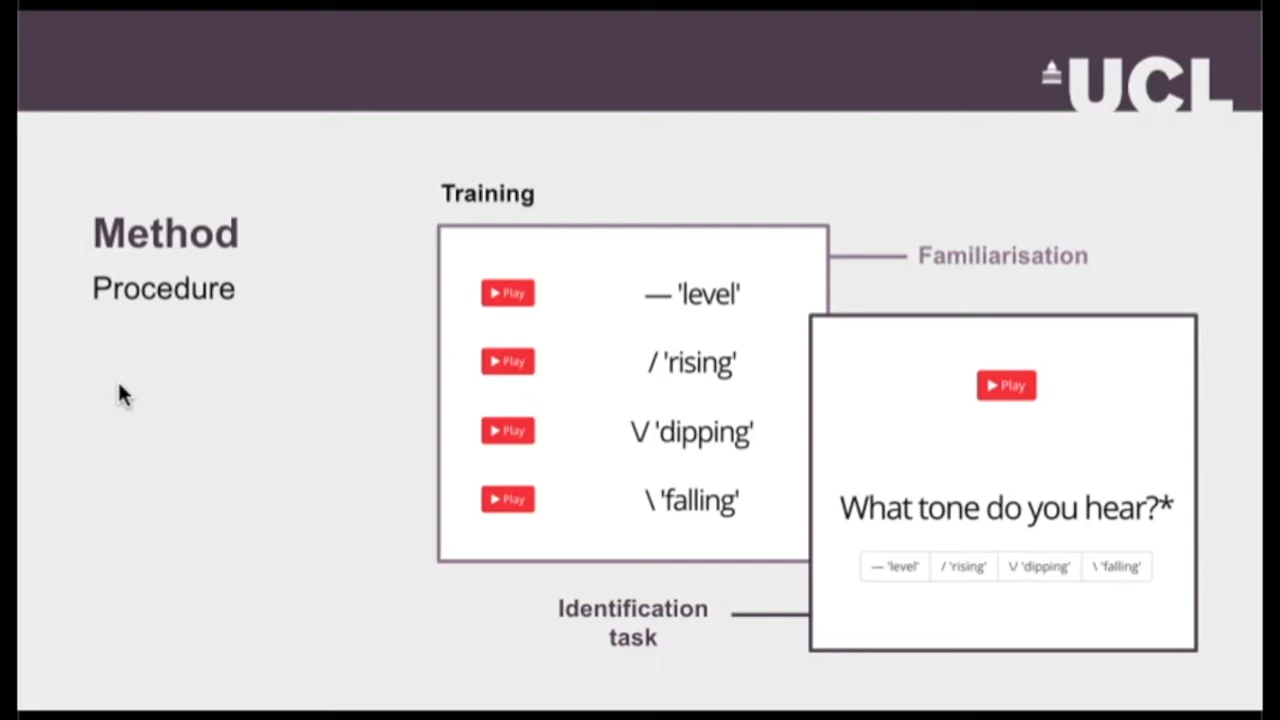 UCL
Method
Procedure
Training
▶ Play — 'level'
▶ Play / 'rising'
▶ Play \/ 'dipping'
▶ Play \ 'falling'
Familiarisation
▶ Play
What tone do you hear?*
— 'level' / 'rising' \/ 'dipping' \ 'falling'
Identification
task